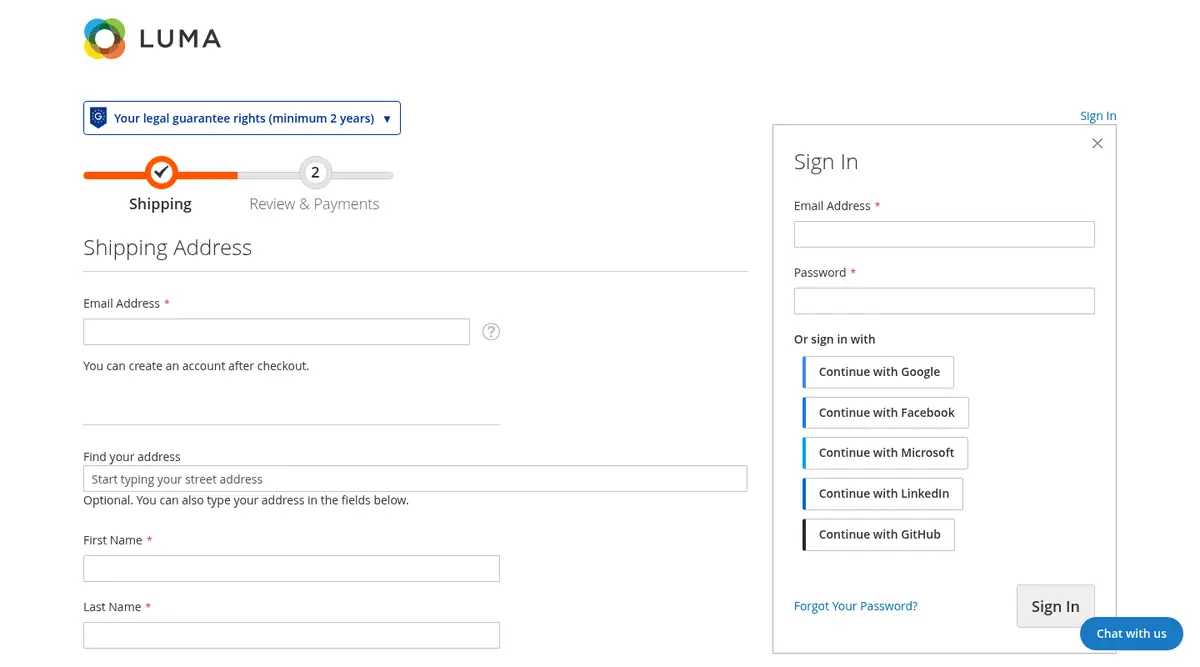 LUMA
G
Your legal guarantee rights (minimum 2 years) ▼
Sign In
2
Shipping
Review & Payments
Shipping Address
Email Address *
?
You can create an account after checkout.
Find your address
Start typing your street address
Optional. You can also type your address in the fields below.
First Name *
Last Name *
Sign In
Email Address *
Password *
Or sign in with
Continue with Google
Continue with Facebook
Continue with Microsoft
Continue with LinkedIn
Continue with GitHub
Forgot Your Password?
Sign In
Chat with us